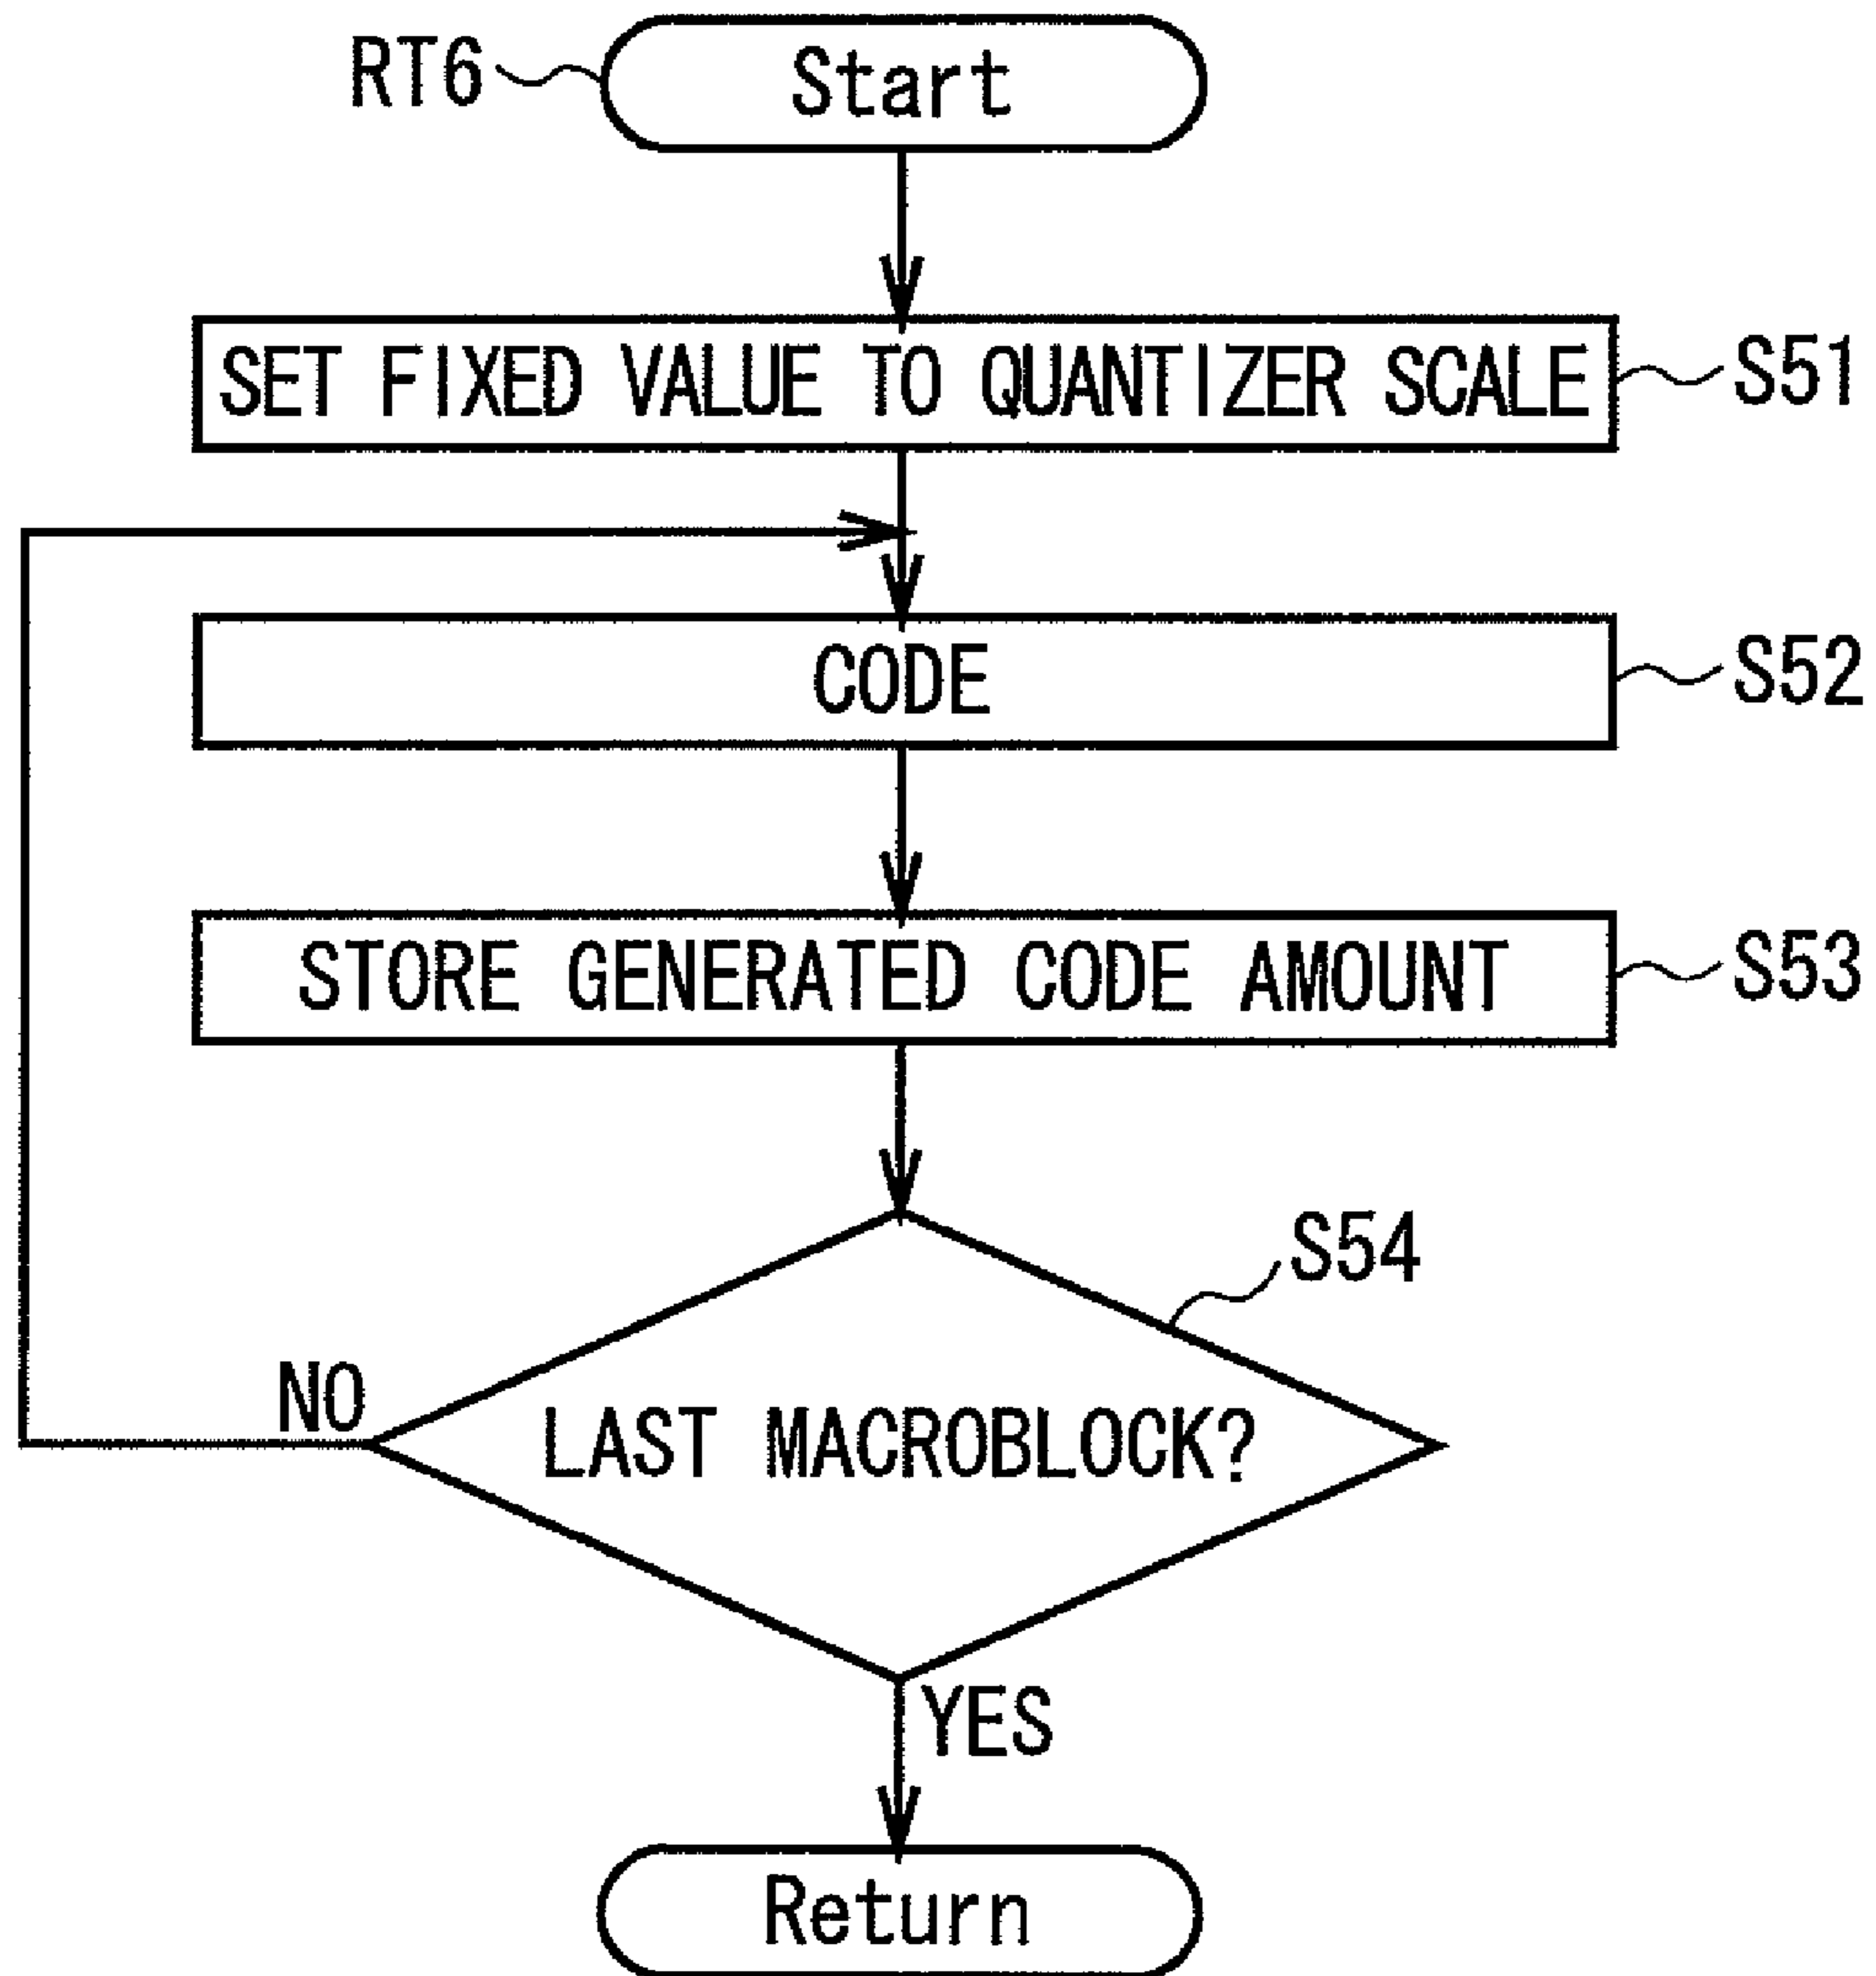 RT6
Start
SET FIXED VALUE TO QUANTIZER SCALE
S51
CODE
S52
STORE GENERATED CODE AMOUNT
S53
S54
NO
LAST MACROBLOCK?
YES
Return